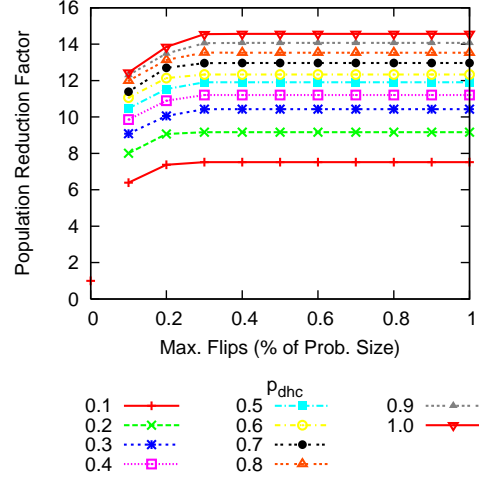 16
14
12
10
8
6
4
2
0
Population Reduction Factor
0 0.2 0.4 0.6 0.8 1
Max. Flips (% of Prob. Size)
p_dhc
0.1 0.5 0.9
0.2 0.6 1.0
0.3 0.7
0.4 0.8